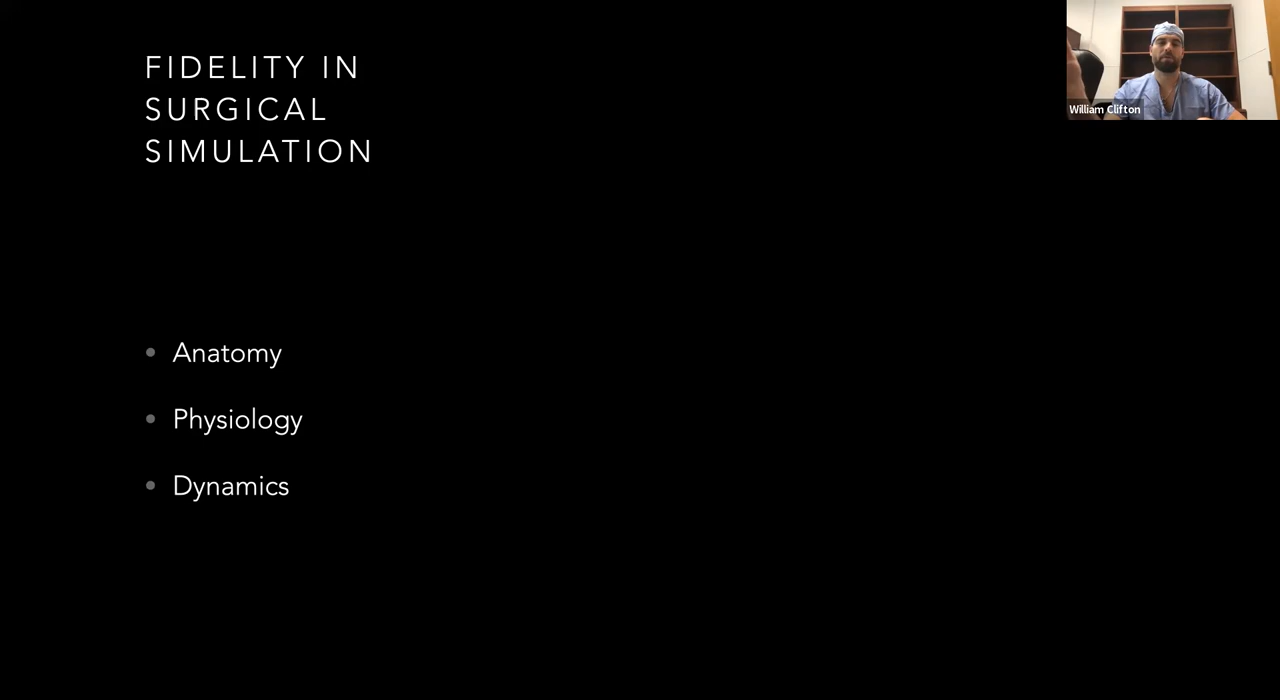 FIDELITY IN
SURGICAL
SIMULATION
William Clifton
Anatomy
Physiology
Dynamics